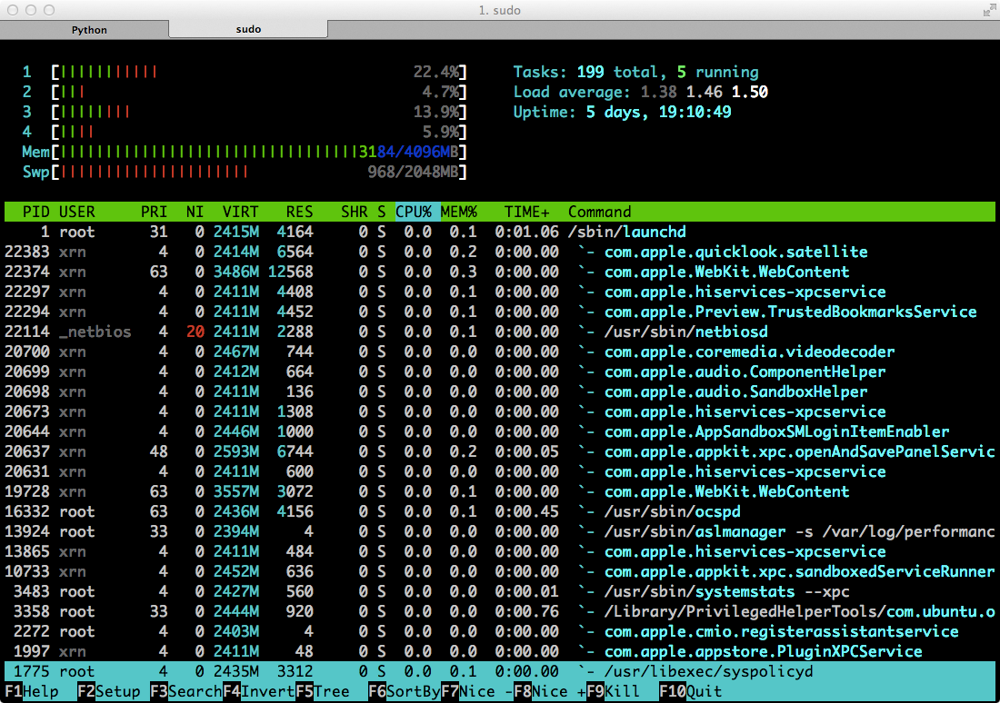 1. sudo
Python sudo
1 [||||||||||| 22.4%] Tasks: 199 total, 5 running
2 [||| 4.7%] Load average: 1.38 1.46 1.50
3 [|||||||| 13.9%] Uptime: 5 days, 19:10:49
4 [|||| 5.9%]
Mem[|||||||||||||||||||||||||||||||||3184/4096MB]
Swp[||||||||||||||||||||| 968/2048MB]
PID USER PRI NI VIRT RES SHR S CPU% MEM% TIME+ Command
1 root 31 0 2415M 4164 0 S 0.0 0.1 0:01.06 /sbin/launchd
22383 xrn 4 0 2414M 6564 0 S 0.0 0.2 0:00.00 `- com.apple.quicklook.satellite
22374 xrn 63 0 3486M 12568 0 S 0.0 0.3 0:00.00 `- com.apple.WebKit.WebContent
22297 xrn 4 0 2411M 4408 0 S 0.0 0.1 0:00.00 `- com.apple.hiservices-xpcservice
22294 xrn 4 0 2411M 4452 0 S 0.0 0.1 0:00.00 `- com.apple.Preview.TrustedBookmarksService
22114 _netbios 4 20 2411M 2288 0 S 0.0 0.1 0:00.00 `- /usr/sbin/netbiosd
20700 xrn 4 0 2467M 744 0 S 0.0 0.0 0:00.00 `- com.apple.coremedia.videodecoder
20699 xrn 4 0 2412M 664 0 S 0.0 0.0 0:00.00 `- com.apple.audio.ComponentHelper
20698 xrn 4 0 2411M 136 0 S 0.0 0.0 0:00.00 `- com.apple.audio.SandboxHelper
20673 xrn 4 0 2411M 1308 0 S 0.0 0.0 0:00.00 `- com.apple.hiservices-xpcservice
20644 xrn 4 0 2446M 1000 0 S 0.0 0.0 0:00.00 `- com.apple.AppSandboxSMLoginItemEnabler
20637 xrn 48 0 2593M 6744 0 S 0.0 0.2 0:00.05 `- com.apple.appkit.xpc.openAndSavePanelServic
20631 xrn 4 0 2411M 600 0 S 0.0 0.0 0:00.00 `- com.apple.hiservices-xpcservice
19728 xrn 63 0 3557M 3072 0 S 0.0 0.1 0:00.00 `- com.apple.WebKit.WebContent
16332 root 63 0 2436M 4156 0 S 0.0 0.1 0:00.45 `- /usr/sbin/ocspd
13924 root 33 0 2394M 4 0 S 0.0 0.0 0:00.00 `- /usr/sbin/aslmanager -s /var/log/performanc
13865 xrn 4 0 2411M 484 0 S 0.0 0.0 0:00.00 `- com.apple.hiservices-xpcservice
10733 xrn 4 0 2452M 636 0 S 0.0 0.0 0:00.00 `- com.apple.appkit.xpc.sandboxedServiceRunner
3483 root 4 0 2427M 560 0 S 0.0 0.0 0:00.01 `- /usr/sbin/systemstats --xpc
3358 root 33 0 2444M 920 0 S 0.0 0.0 0:00.76 `- /Library/PrivilegedHelperTools/com.ubuntu.o
2272 root 4 0 2403M 4 0 S 0.0 0.0 0:00.00 `- com.apple.cmio.registerassistantservice
1997 xrn 4 0 2411M 48 0 S 0.0 0.0 0:00.00 `- com.apple.appstore.PluginXPCService
1775 root 4 0 2435M 3312 0 S 0.0 0.1 0:00.00 `- /usr/libexec/syspolicyd
F1Help F2Setup F3SearchF4InvertF5Tree F6SortByF7Nice -F8Nice +F9Kill F10Quit